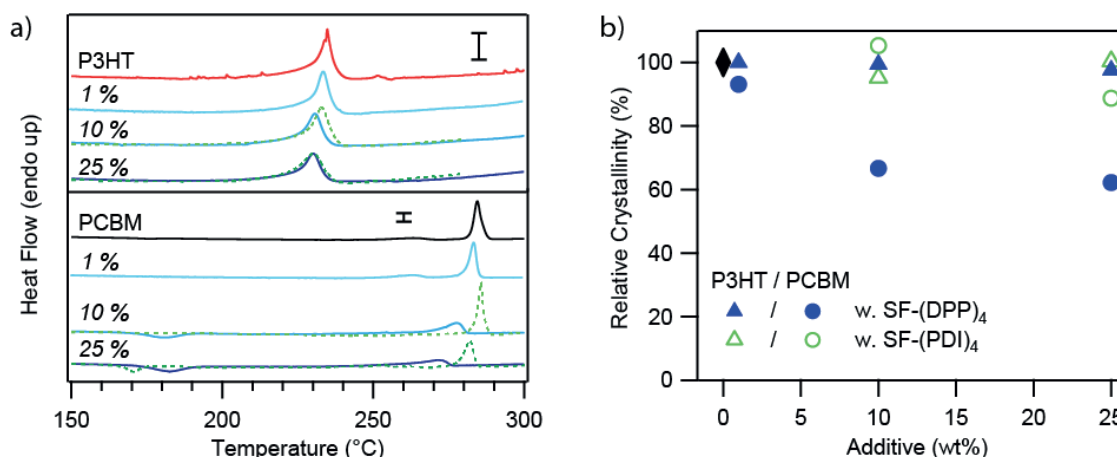 a)
P3HT
1 %
10 %
25 %
PCBM
1 %
10 %
25 %
Heat Flow (endo up)
150 200 250 300
Temperature (°C)
b)
100
80
60
40
20
0
Relative Crystallinity (%)
P3HT / PCBM
/ w. SF-(DPP)4
/ w. SF-(PDI)4
0 5 10 15 20 25
Additive (wt%)